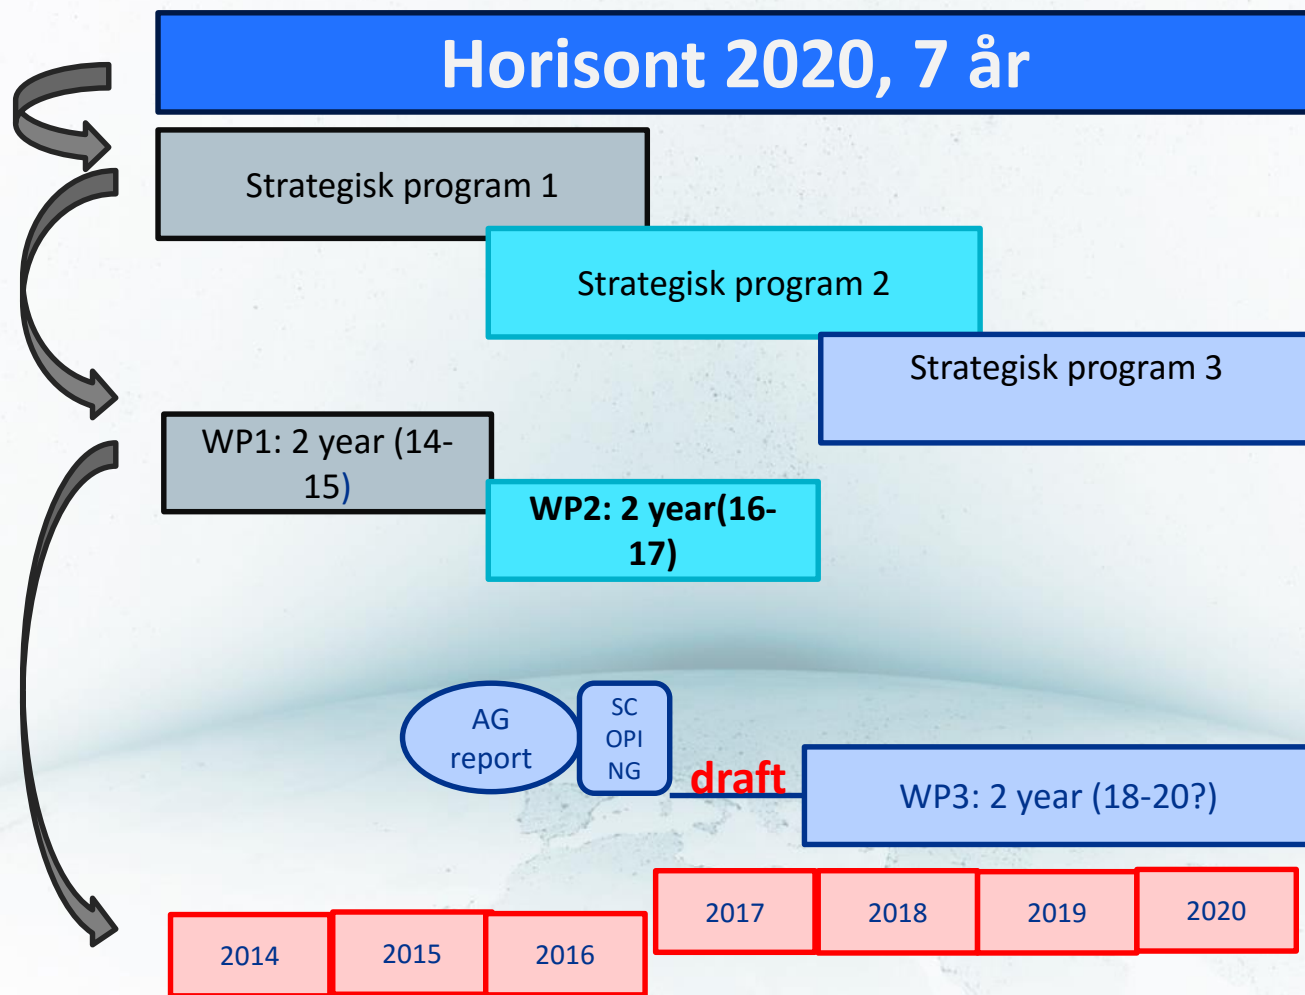 Horisont 2020, 7 år
Strategisk program 1
Strategisk program 2
Strategisk program 3
WP1: 2 year (14-
15)
WP2: 2 year(16-
17)
AG
report
SC
OPI
NG
draft
WP3: 2 year (18-20?)
2014
2015
2016
2017
2018
2019
2020